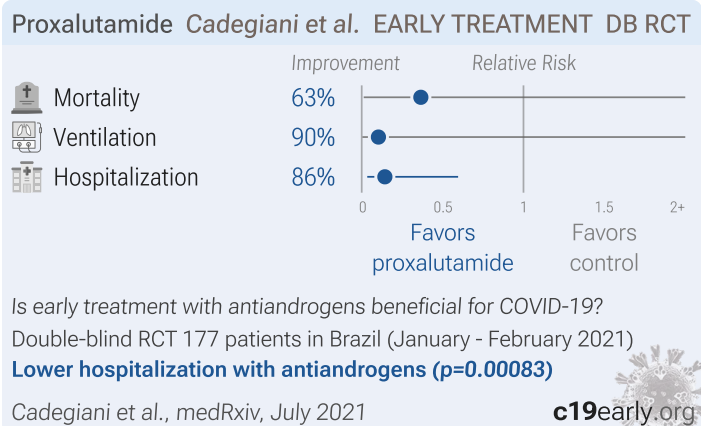 Proxalutamide Cadegiani et al. EARLY TREATMENT DB RCT
Improvement Relative Risk
Mortality 63%
Ventilation 90%
Hospitalization 86%
0 0.5 1 1.5 2+
Favors proxalutamide
Favors control
Is early treatment with antiandrogens beneficial for COVID-19?
Double-blind RCT 177 patients in Brazil (January - February 2021)
Lower hospitalization with antiandrogens (p=0.00083)
Cadegiani et al., medRxiv, July 2021 c19early.org